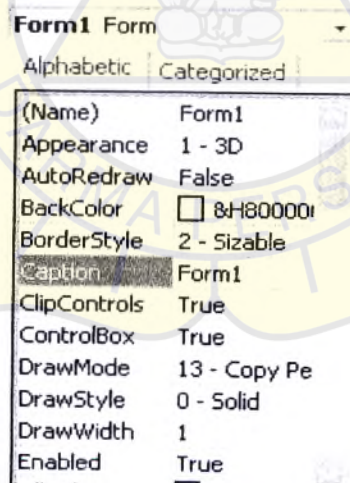 Form1 Form
Alphabetic Categorized
(Name) Form1
Appearance 1 - 3D
AutoRedraw False
BackColor &H80000
BorderStyle 2 - Sizable
Caption Form1
ClipControls True
ControlBox True
DrawMode 13 - Copy Pe
DrawStyle 0 - Solid
DrawWidth 1
Enabled True